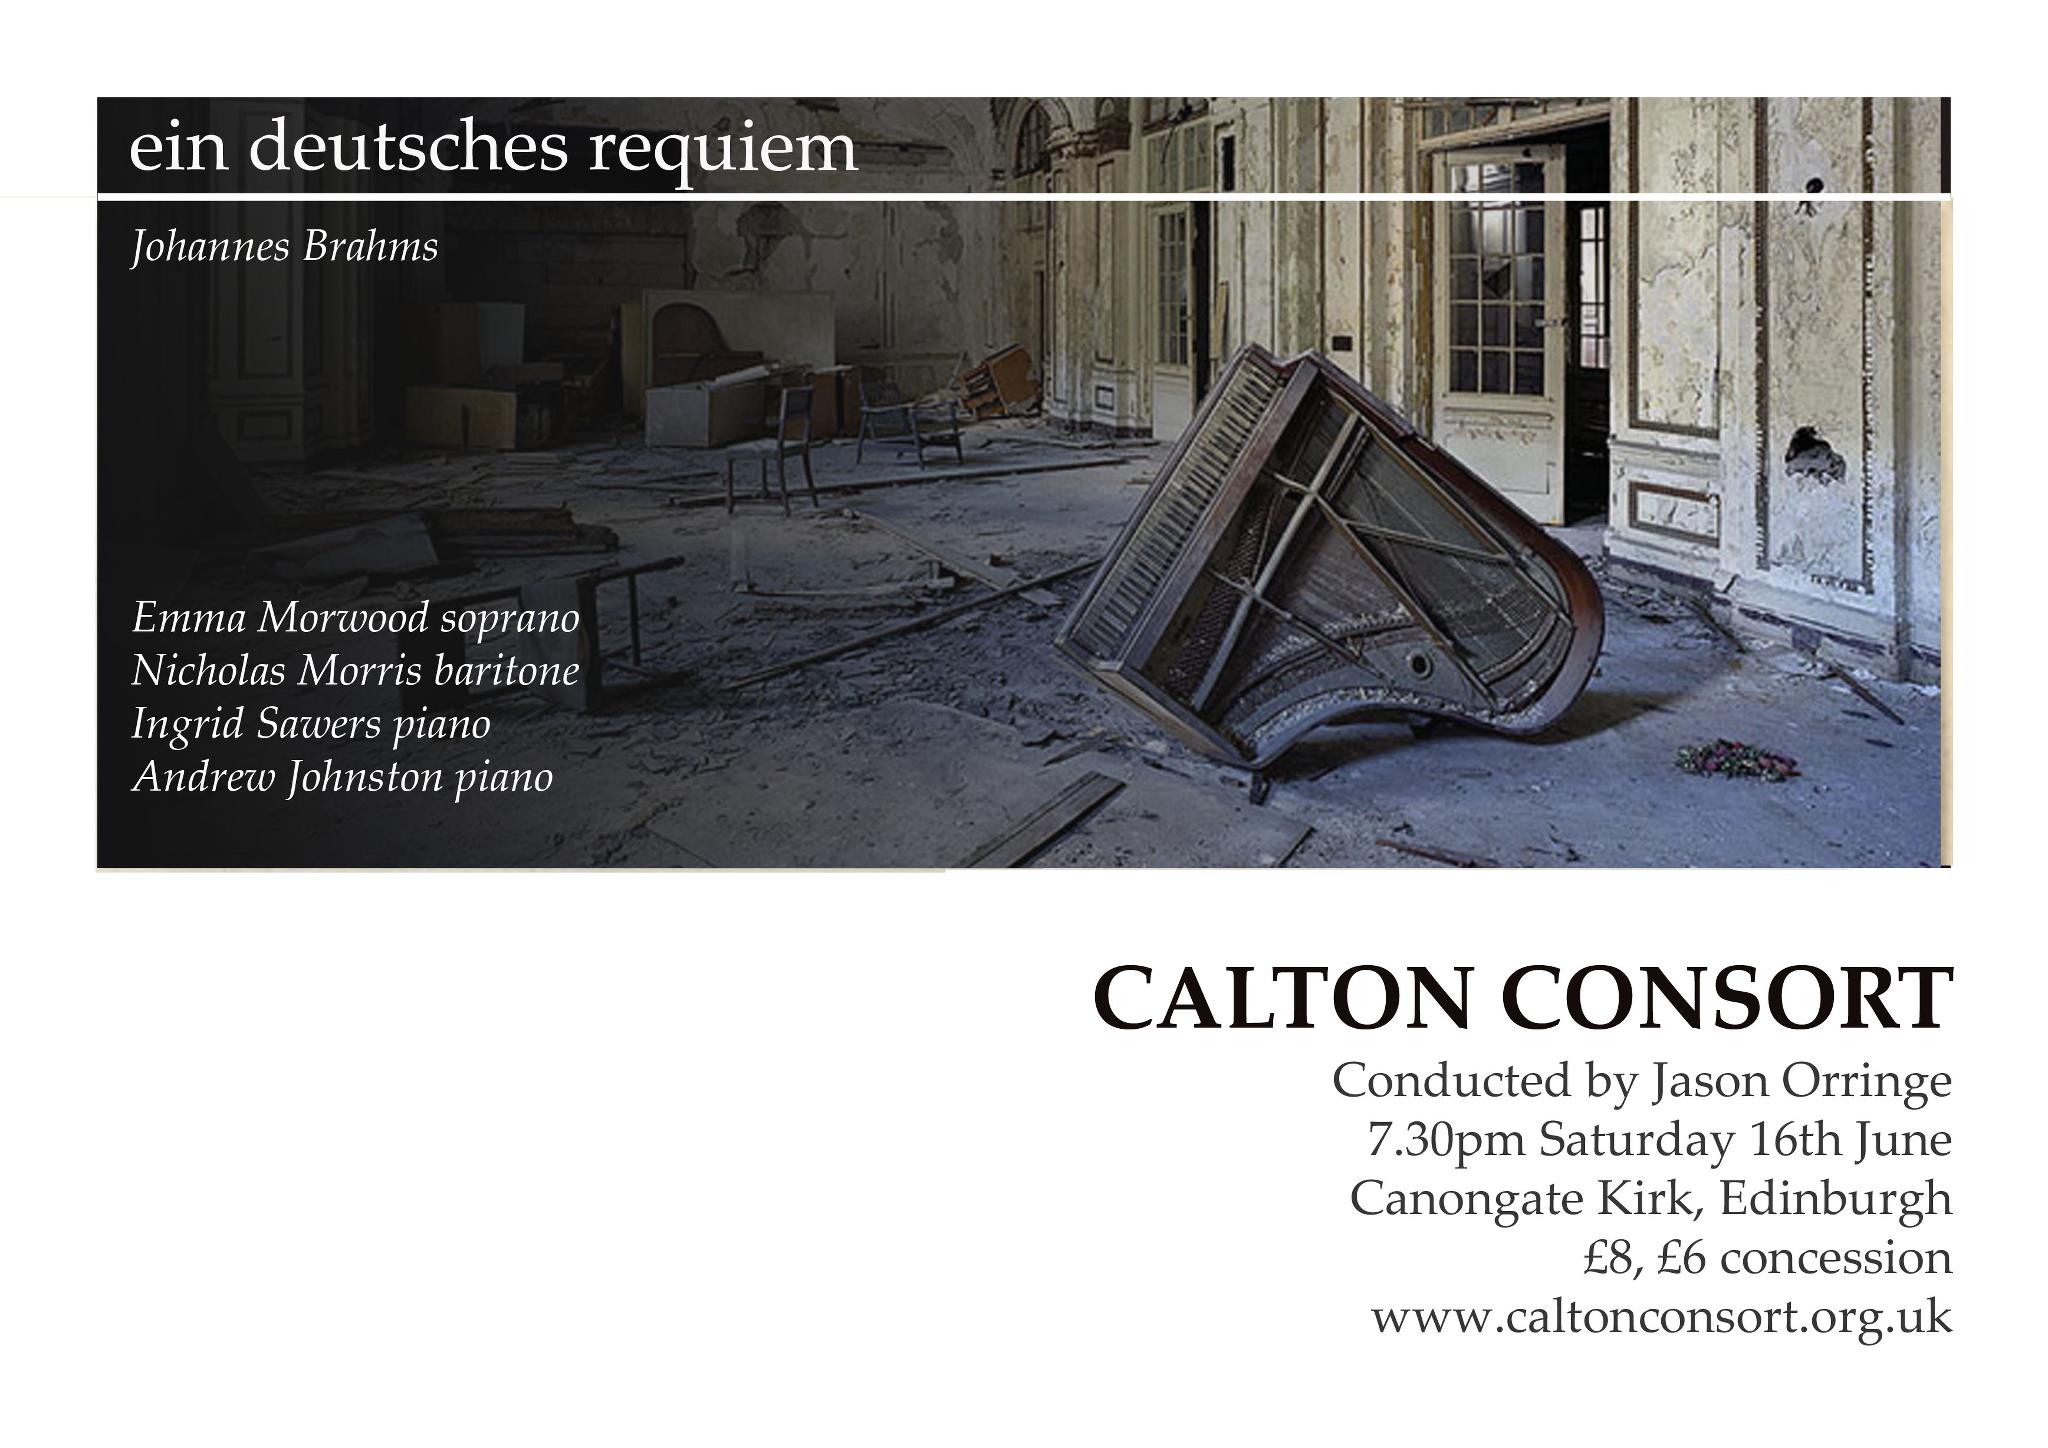 ein deutsches requiem
Johannes Brahms
Emma Morwood soprano
Nicholas Morris baritone
Ingrid Sawers piano
Andrew Johnston piano
CALTON CONSORT
Conducted by Jason Orringe
7.30pm Saturday 16th June
Canongate Kirk, Edinburgh
£8, £6 concession
www.caltonconsort.org.uk